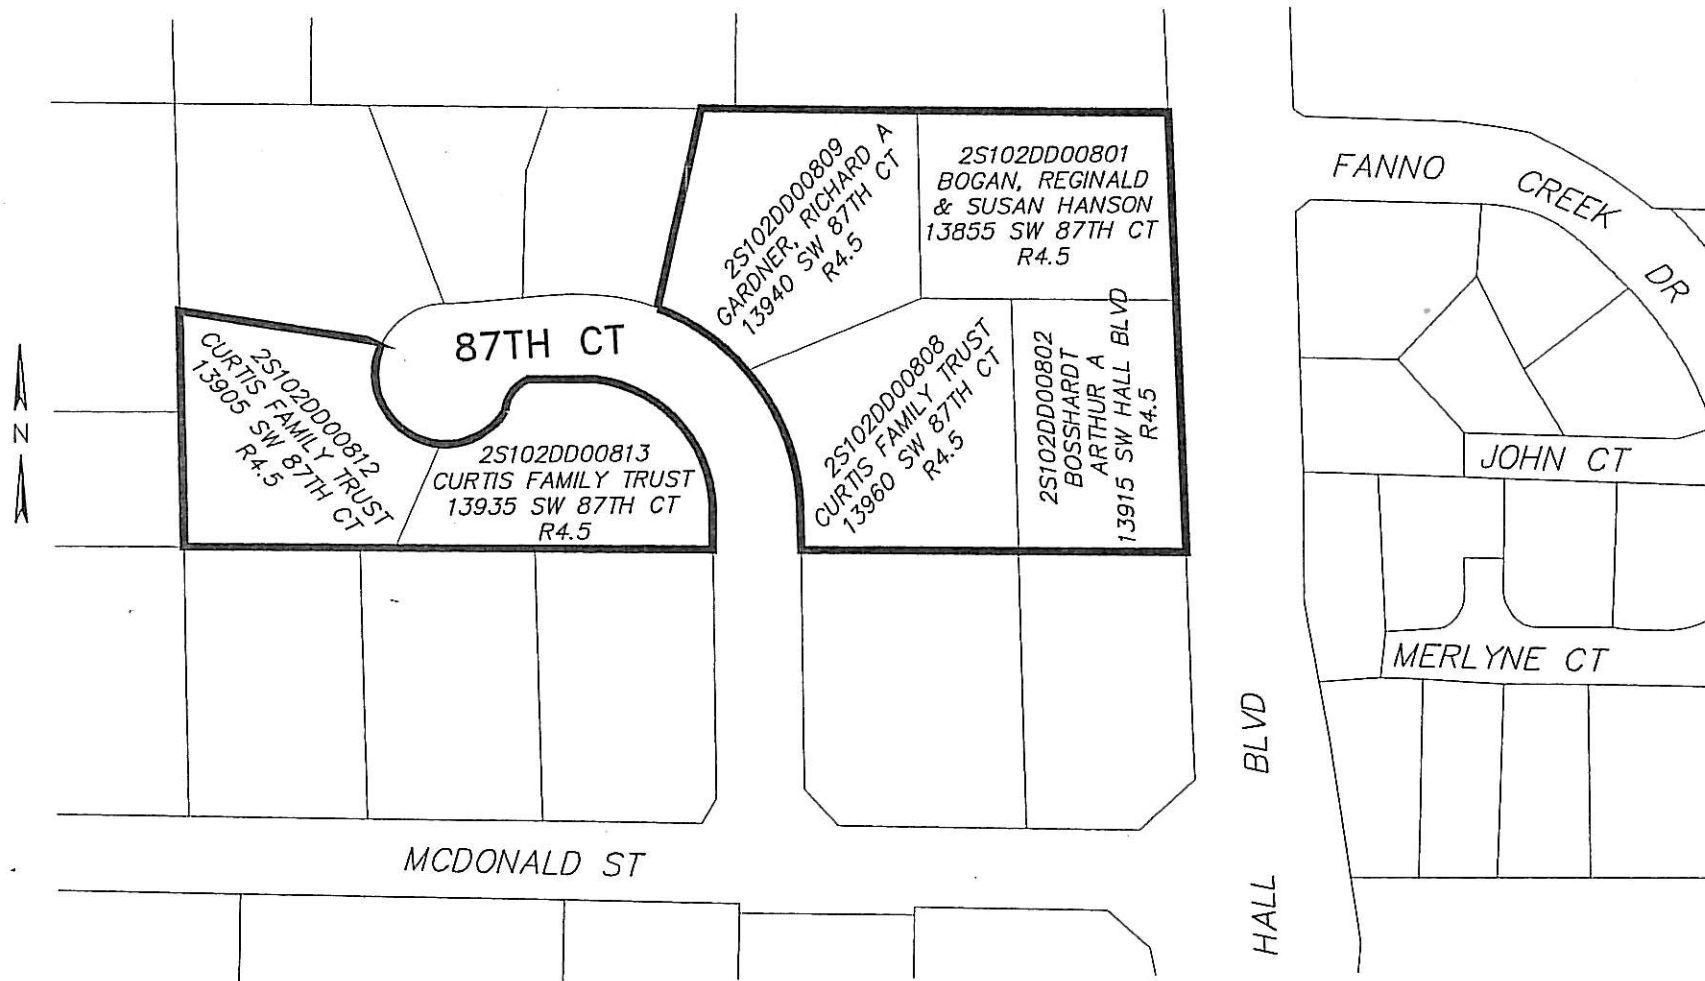 2S102DD00809
GARDNER, RICHARD A
13940 SW 87TH CT
R4.5
2S102DD00801
BOGAN, REGINALD
& SUSAN HANSON
13855 SW 87TH CT
R4.5
FANNO CREEK DR
87TH CT
2S102DD00812
CURTIS FAMILY TRUST
13905 SW 87TH CT
R4.5
2S102DD00813
CURTIS FAMILY TRUST
13935 SW 87TH CT
R4.5
2S102DD00808
CURTIS FAMILY TRUST
13960 SW 87TH CT
R4.5
2S102DD00802
BOSSHARDT
ARTHUR A
13915 SW HALL BLVD
R4.5
N
JOHN CT
MERLYNE CT
MCDONALD ST
HALL BLVD